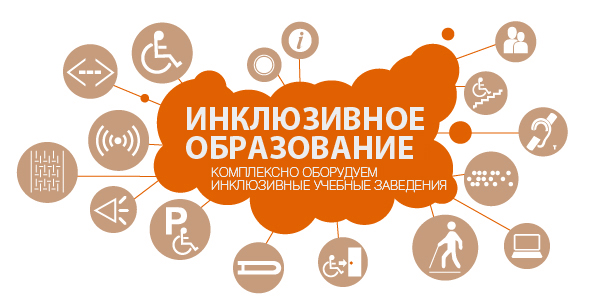 ИНКЛЮЗИВНОЕ
ОБРАЗОВАНИЕ
КОМПЛЕКСНО ОБОРУДУЕМ
ИНКЛЮЗИВНЫЕ УЧЕБНЫЕ ЗАВЕДЕНИЯ
i
P
T